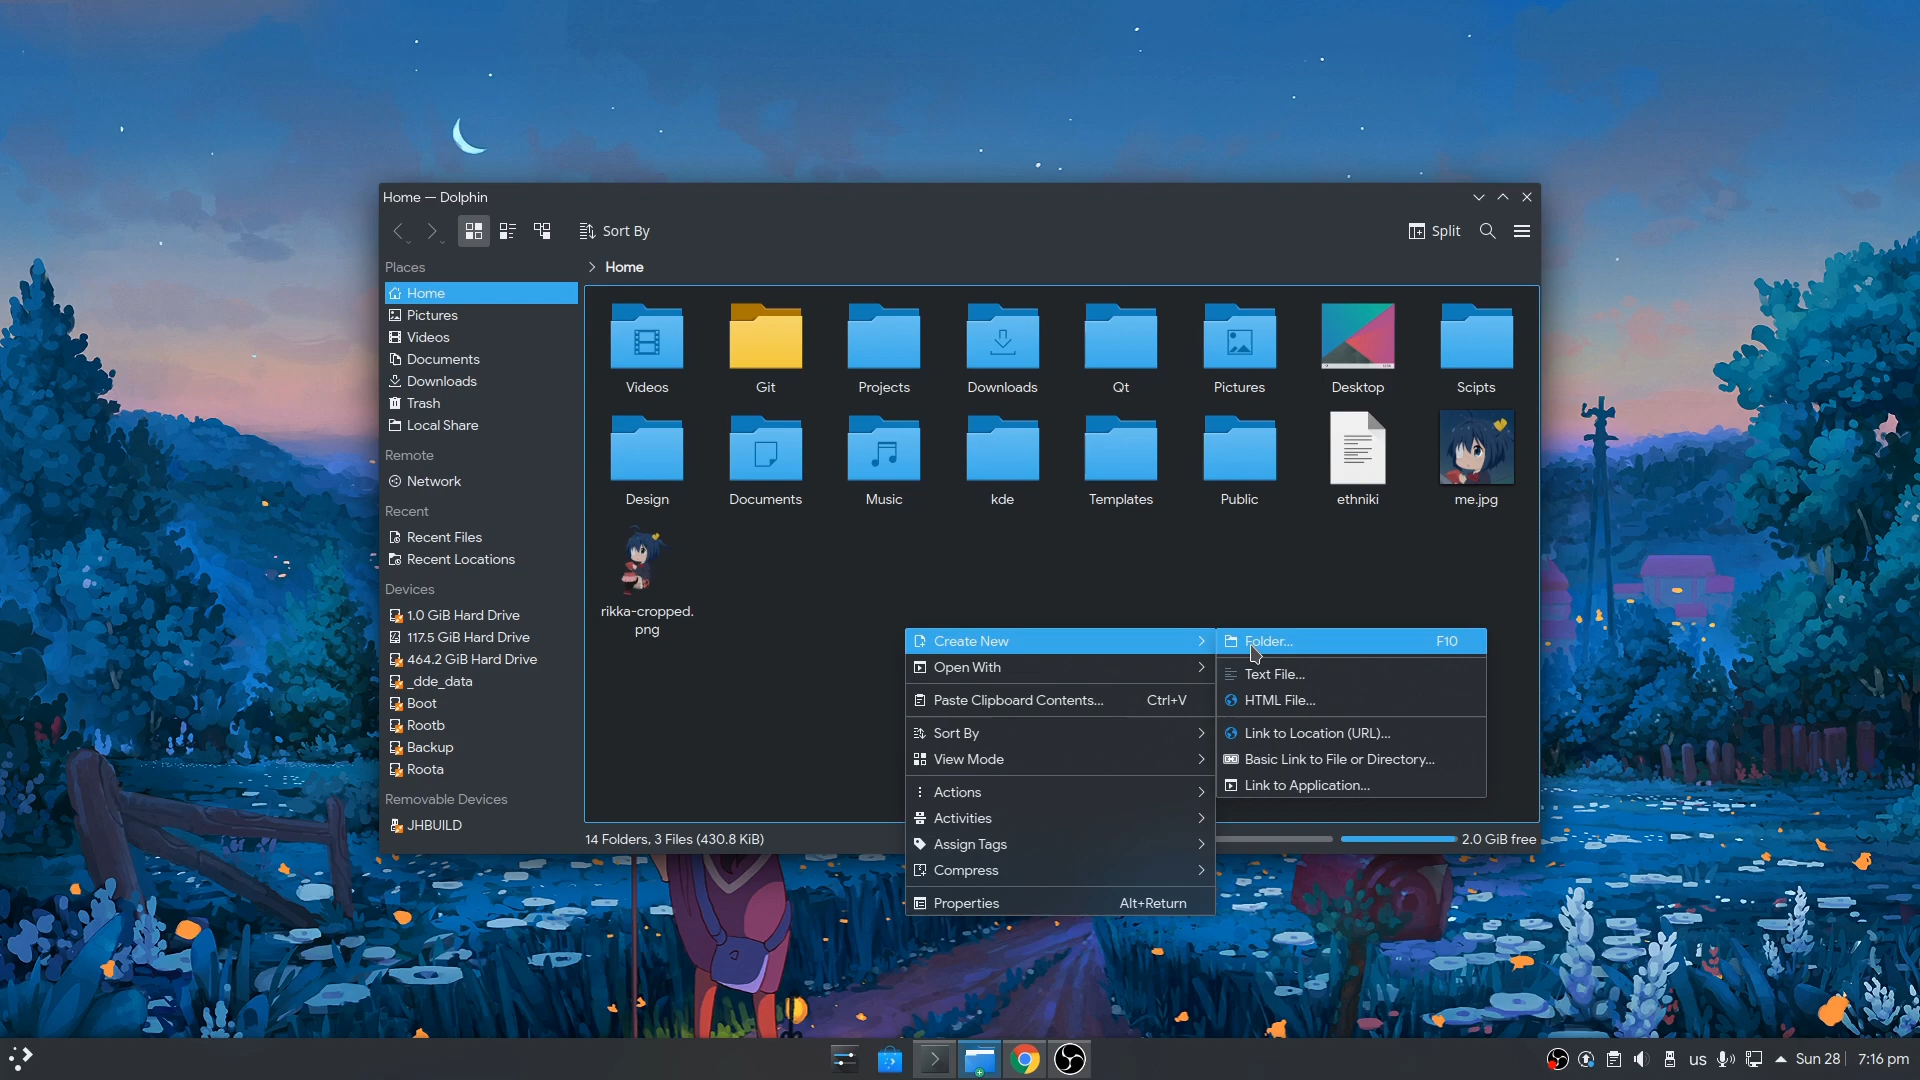 Home — Dolphin
Sort By
Split
Places
Home
Home
Pictures
Videos
Documents
Downloads
Trash
Local Share
Remote
Network
Recent
Recent Files
Recent Locations
Devices
1.0 GiB Hard Drive
117.5 GiB Hard Drive
464.2 GiB Hard Drive
_dde_data
Boot
Rootb
Backup
Roota
Removable Devices
JHBUILD
Videos
Git
Projects
Downloads
Qt
Pictures
Desktop
Scipts
Design
Documents
Music
kde
Templates
Public
ethniki
me.jpg
rikka-cropped.
png
Create New
Open With
Paste Clipboard Contents... Ctrl+V
Sort By
View Mode
Actions
Activities
Assign Tags
Compress
Properties Alt+Return
Folder... F10
Text File...
HTML File...
Link to Location (URL)...
Basic Link to File or Directory...
Link to Application...
14 Folders, 3 Files (430.8 KiB)
2.0 GiB free
us
Sun 28
7:16 pm